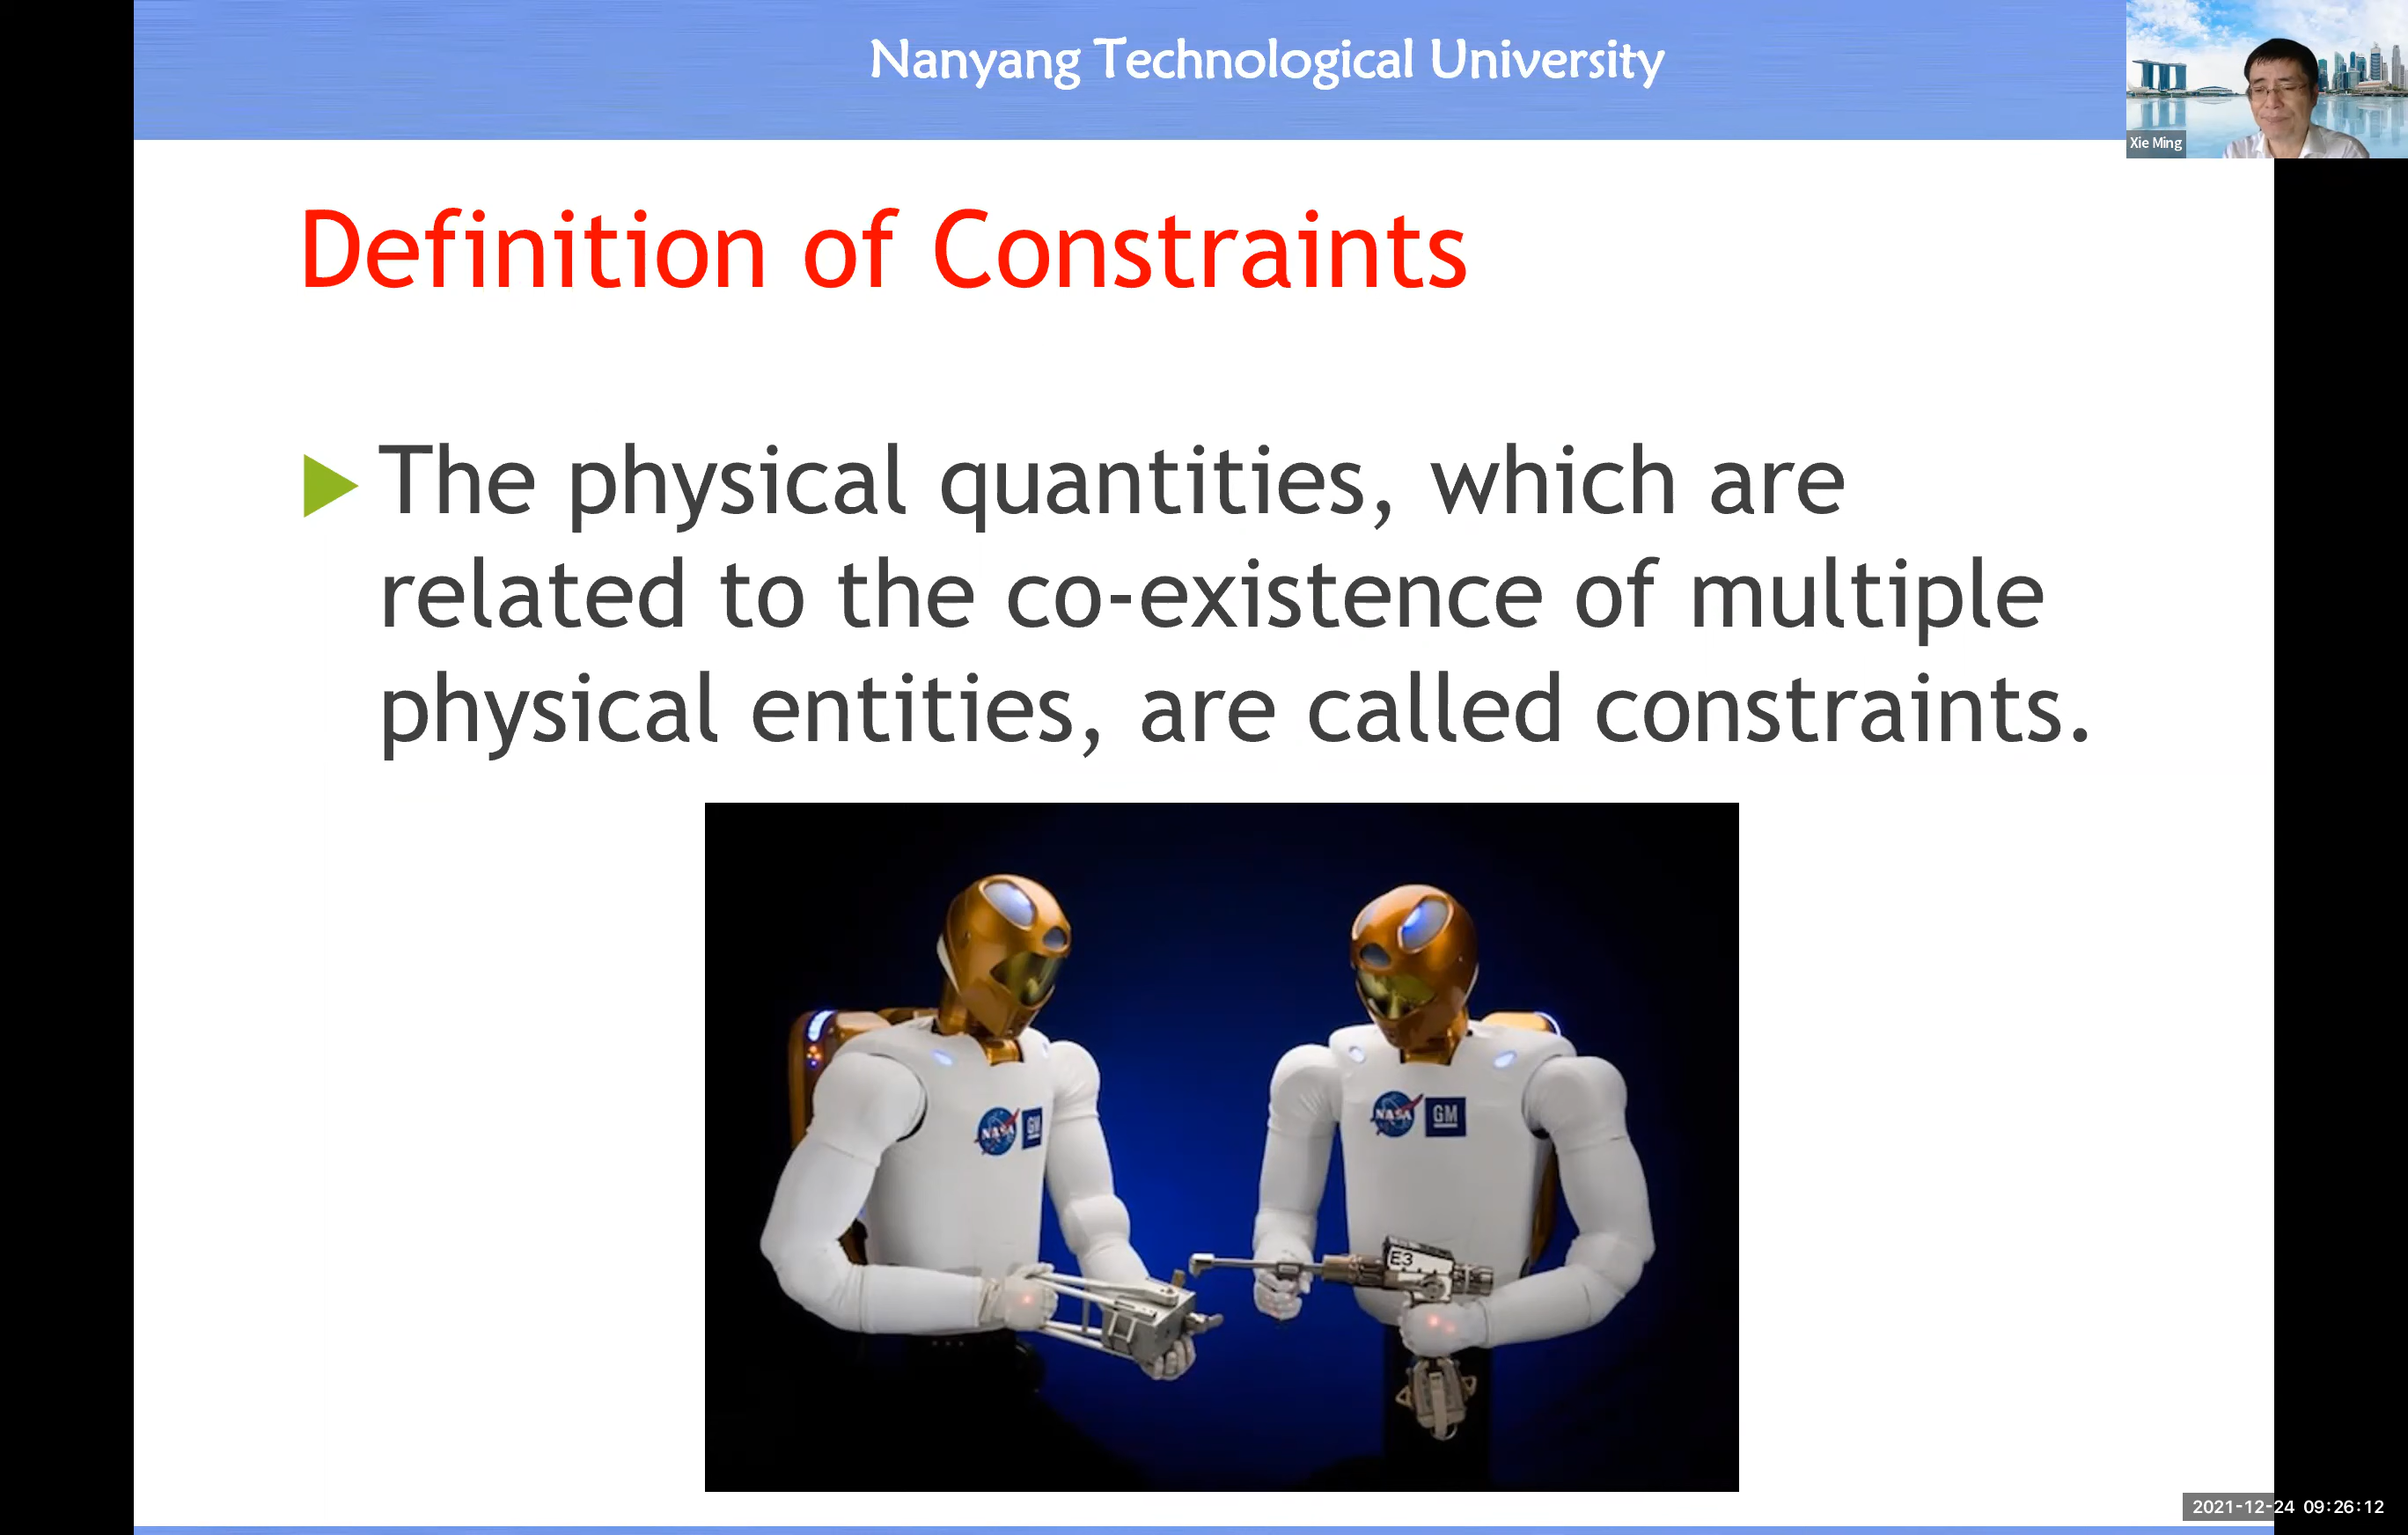 Nanyang Technological University
Xie Ming
Definition of Constraints
The physical quantities, which are
related to the co-existence of multiple
physical entities, are called constraints.
NASA GM
NASA GM
E3
2021-12-24 09:26:12